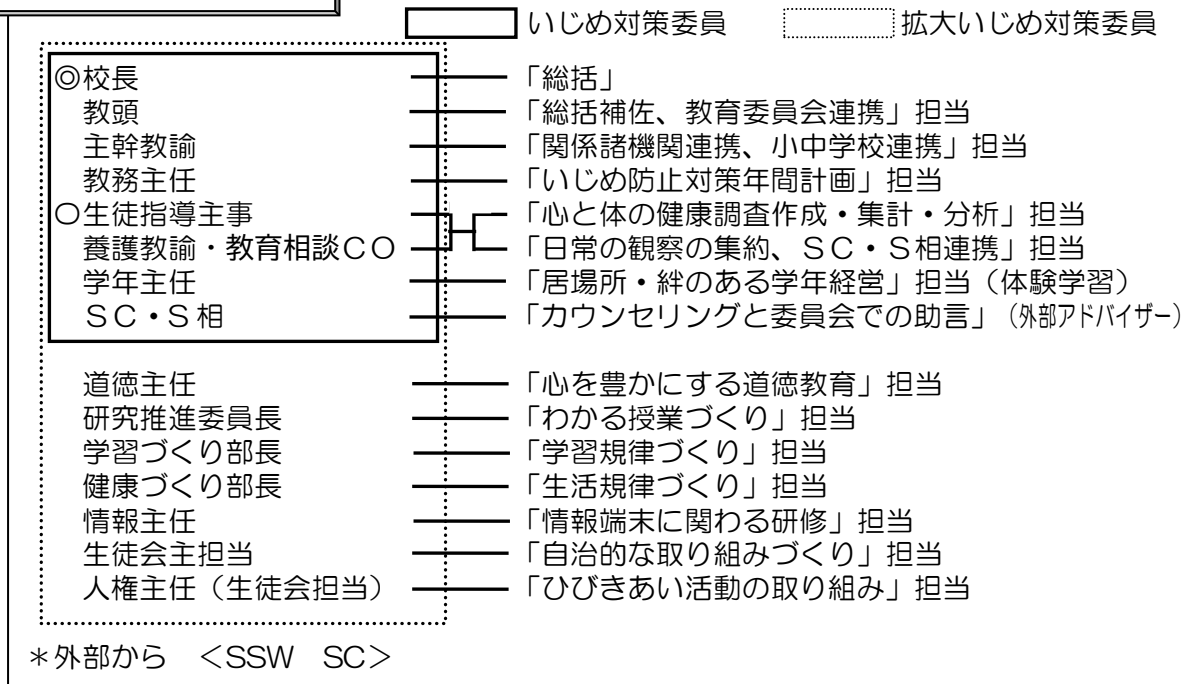 いじめ対策委員　　拡大いじめ対策委員
◎校長　「総括」
教頭　「総括補佐、教育委員会連携」担当
主幹教諭　「関係諸機関連携、小中学校連携」担当
教務主任　「いじめ防止対策年間計画」担当
〇生徒指導主事　「心と体の健康調査作成・集計・分析」担当
養護教諭・教育相談ＣＯ　「日常の観察の集約、ＳＣ・Ｓ相連携」担当
学年主任　「居場所・絆のある学年経営」担当（体験学習）
ＳＣ・Ｓ相　「カウンセリングと委員会での助言」（外部アドバイザー）
道徳主任　「心を豊かにする道徳教育」担当
研究推進委員長　「わかる授業づくり」担当
学習づくり部長　「学習規律づくり」担当
健康づくり部長　「生活規律づくり」担当
情報主任　「情報端末に関わる研修」担当
生徒会主担当　「自治的な取り組みづくり」担当
人権主任（生徒会担当）　「ひびきあい活動の取り組み」担当
＊外部から　＜SSW　SC＞